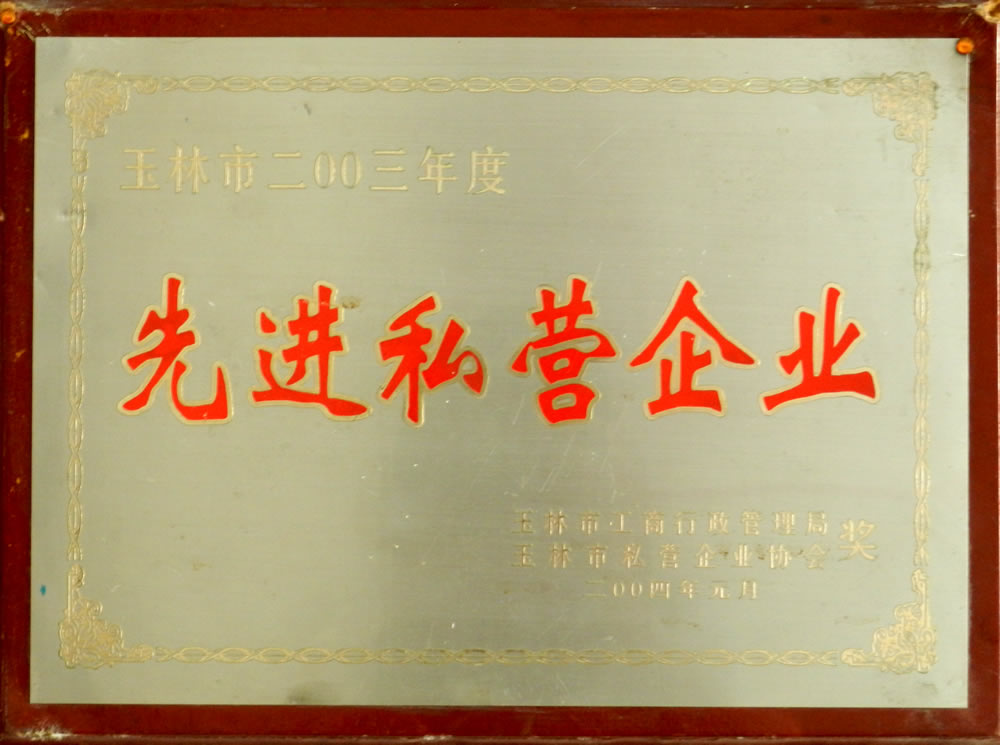 玉林市二00三年度
先进私营企业
玉林市工商行政管理局
玉林市私营企业协会
奖
二00四年元月